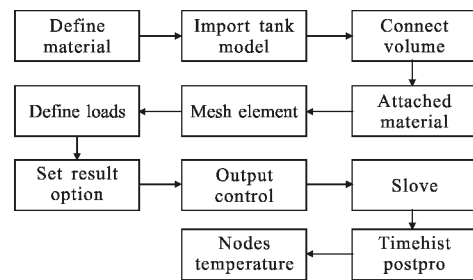 Define
material
Import tank
model
Connect
volume
Define loads
Mesh element
Attached
material
Set result
option
Output
control
Slove
Nodes
temperature
Timehist
postpro